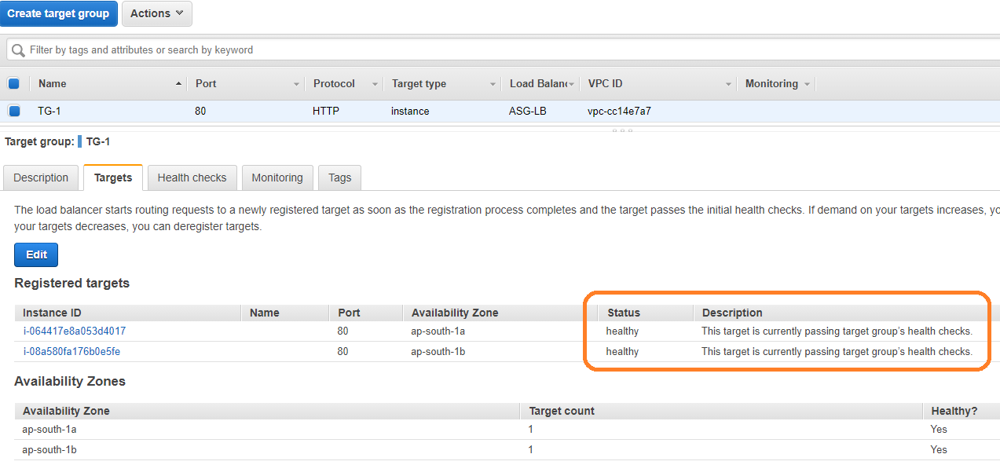 Create target group Actions
Filter by tags and attributes or search by keyword
Name Port Protocol Target type Load Balanc VPC ID Monitoring
TG-1 80 HTTP instance ASG-LB vpc-cc14e7a7
Target group: TG-1
Description Targets Health checks Monitoring Tags
The load balancer starts routing requests to a newly registered target as soon as the registration process completes and the target passes the initial health checks. If demand on your targets increases, yo
your targets decreases, you can deregister targets.
Edit
Registered targets
Instance ID Name Port Availability Zone Status Description
i-064417e8a053d4017 80 ap-south-1a healthy This target is currently passing target group's health checks.
i-08a580fa176b0e5fe 80 ap-south-1b healthy This target is currently passing target group's health checks.
Availability Zones
Availability Zone Target count Healthy?
ap-south-1a 1 Yes
ap-south-1b 1 Yes